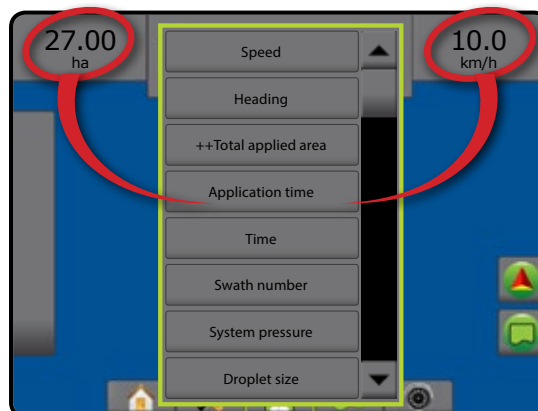 27.00
ha
10.0
km/h
Speed
Heading
++Total applied area
Application time
Time
Swath number
System pressure
Droplet size